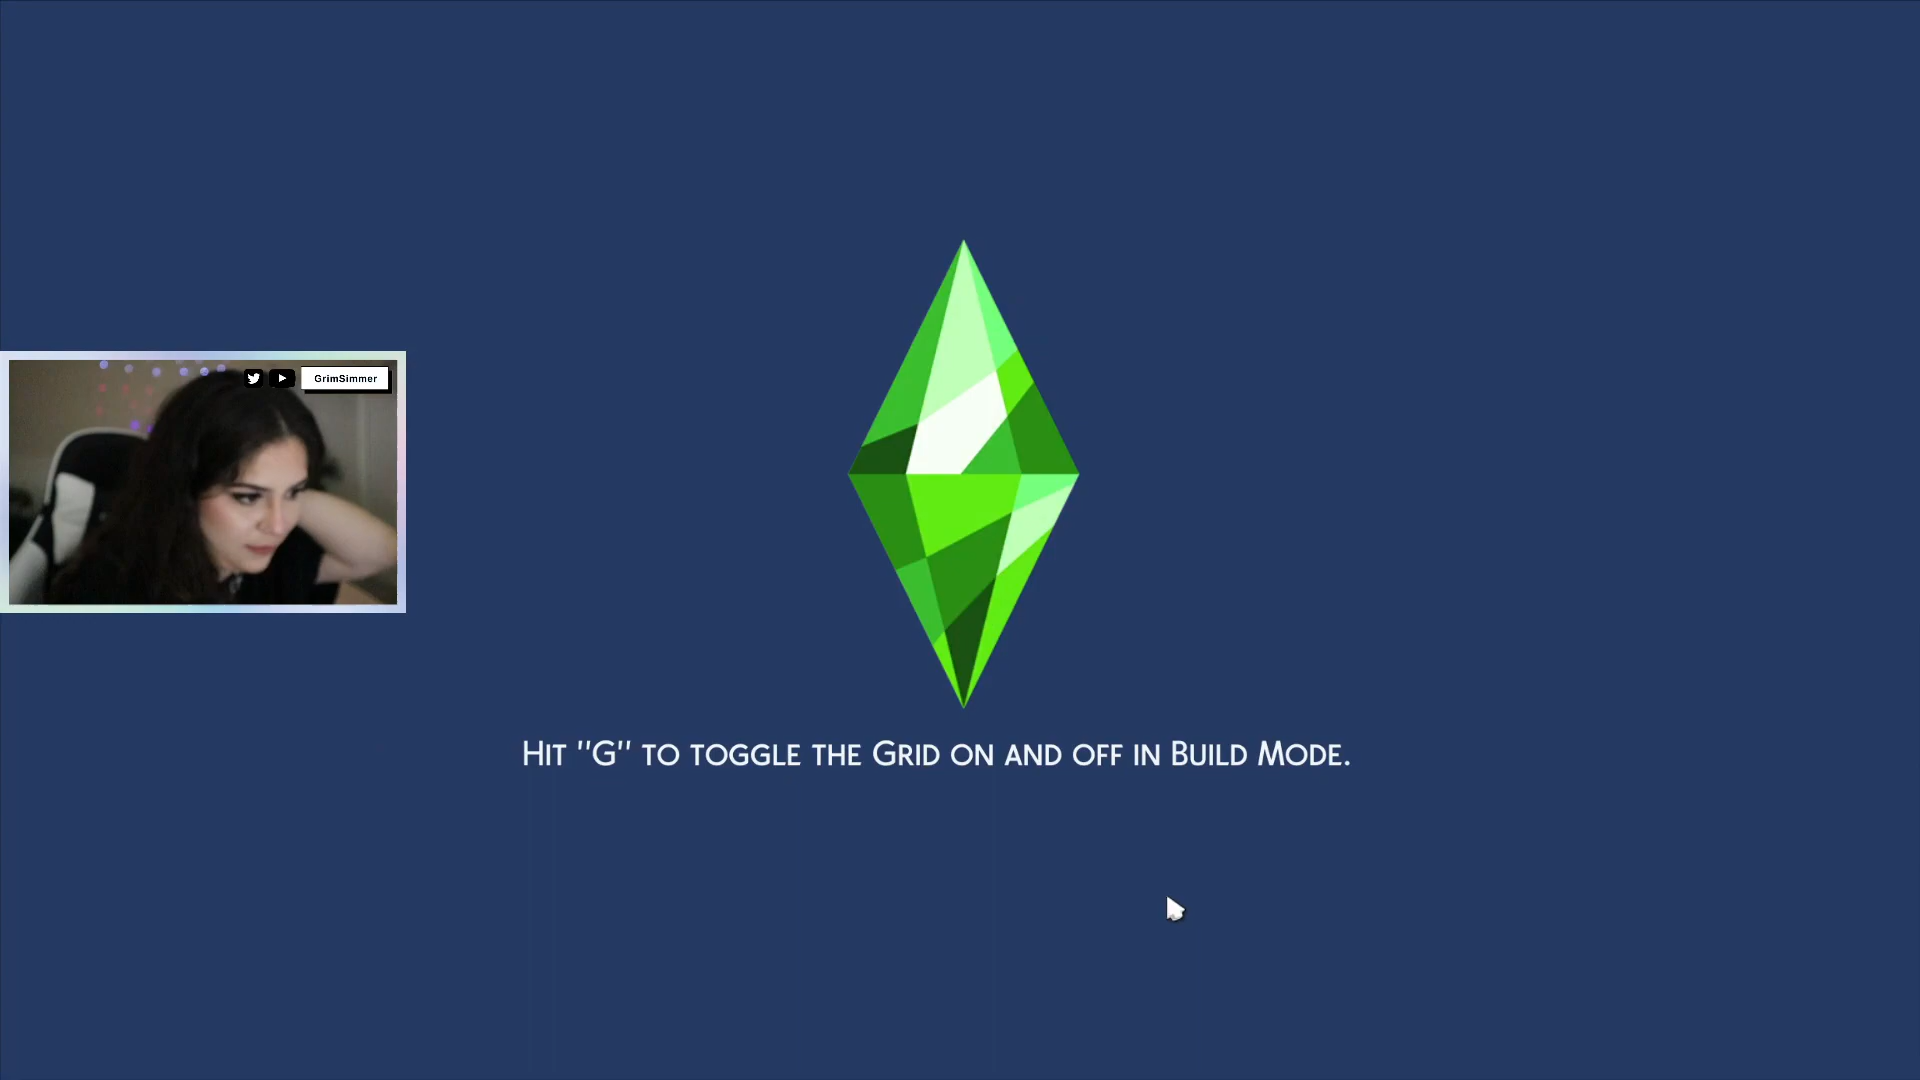 GrimSimmer
Hit "G" to toggle the Grid on and off in Build Mode.